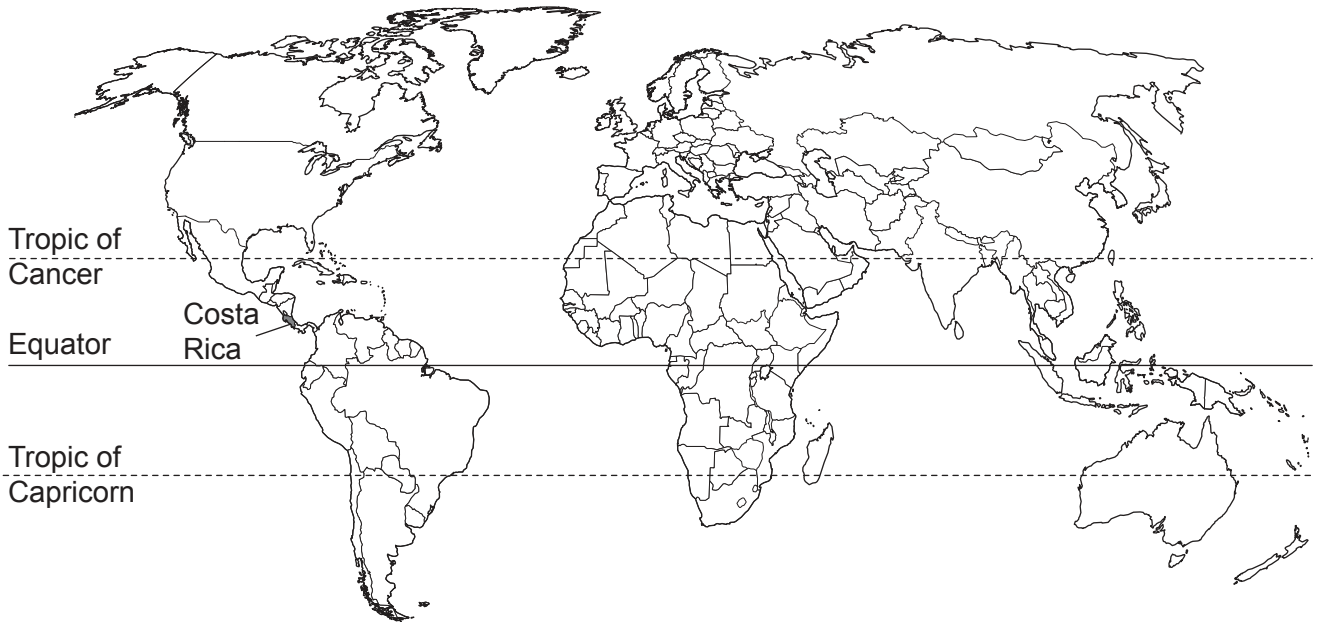 Tropic of
Cancer
Costa
Rica
Equator
Tropic of
Capricorn